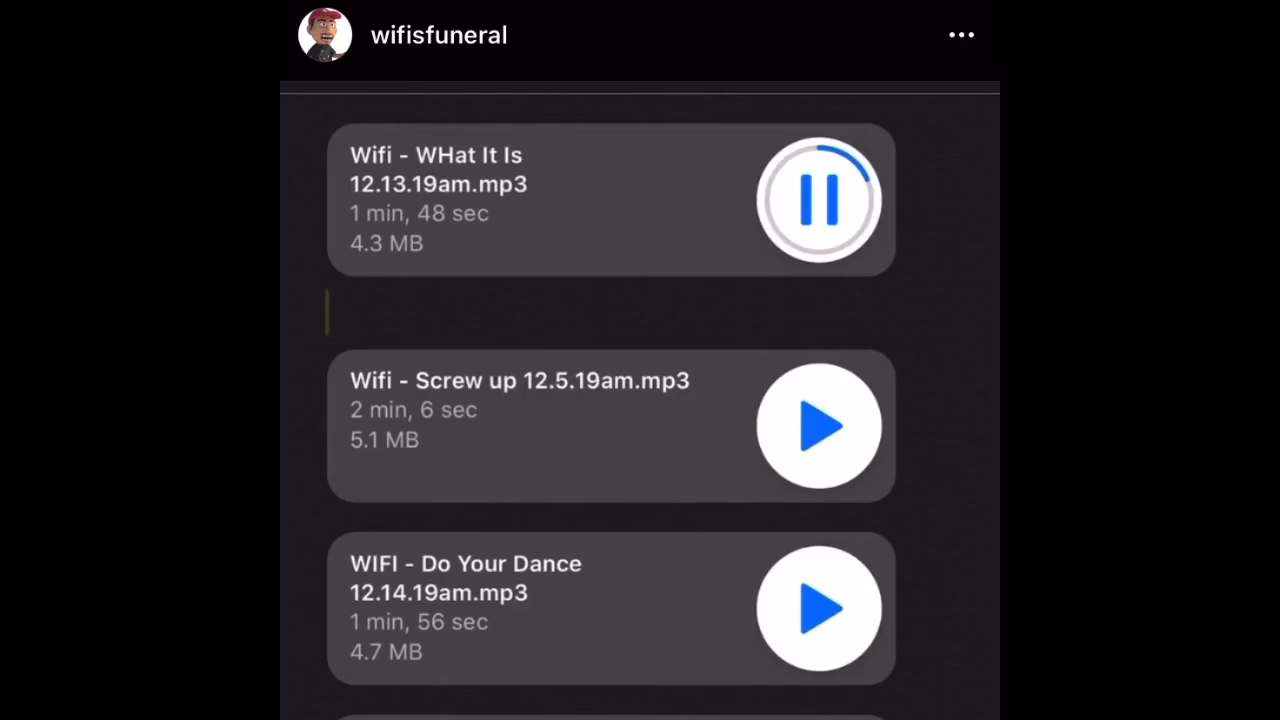 wifisfuneral
Wifi - WHat It Is
12.13.19am.mp3
1 min, 48 sec
4.3 MB
Wifi - Screw up 12.5.19am.mp3
2 min, 6 sec
5.1 MB
WIFI - Do Your Dance
12.14.19am.mp3
1 min, 56 sec
4.7 MB